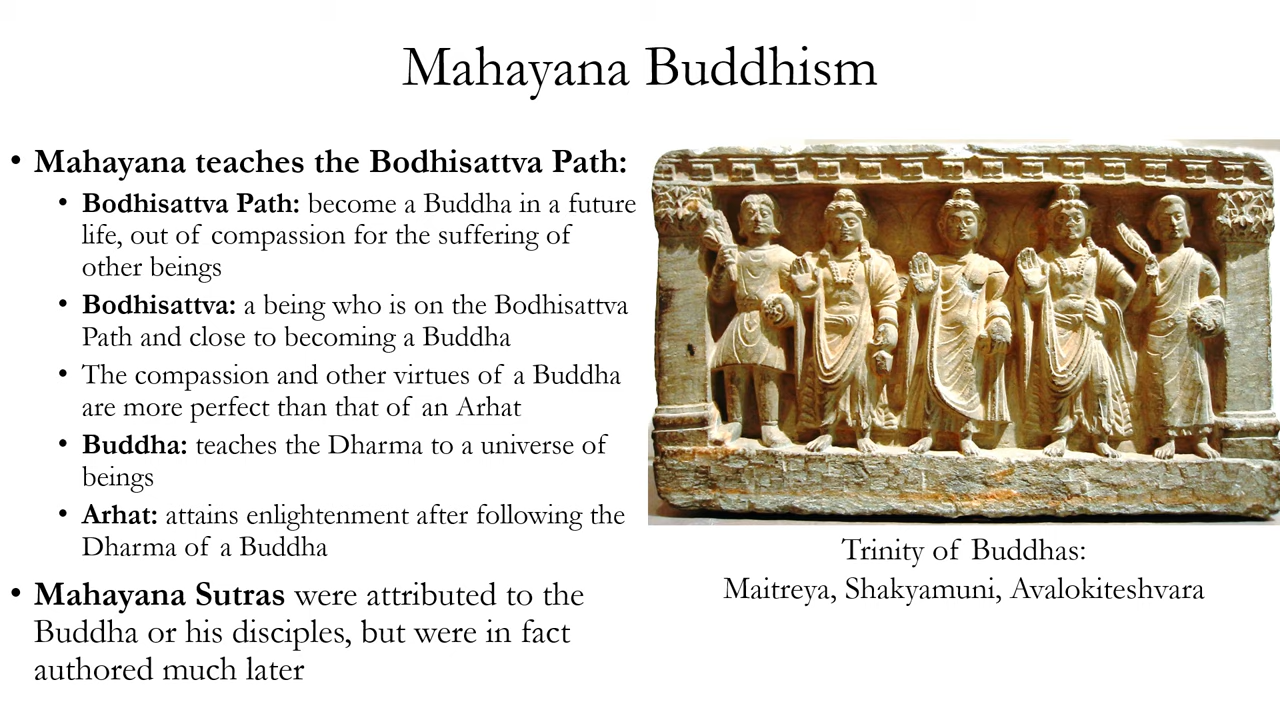 Mahayana Buddhism
• Mahayana teaches the Bodhisattva Path:
• Bodhisattva Path: become a Buddha in a future
life, out of compassion for the suffering of
other beings
• Bodhisattva: a being who is on the Bodhisattva
Path and close to becoming a Buddha
• The compassion and other virtues of a Buddha
are more perfect than that of an Arhat
• Buddha: teaches the Dharma to a universe of
beings
• Arhat: attains enlightenment after following the
Dharma of a Buddha
• Mahayana Sutras were attributed to the
Buddha or his disciples, but were in fact
authored much later
Trinity of Buddhas:
Maitreya, Shakyamuni, Avalokiteshvara